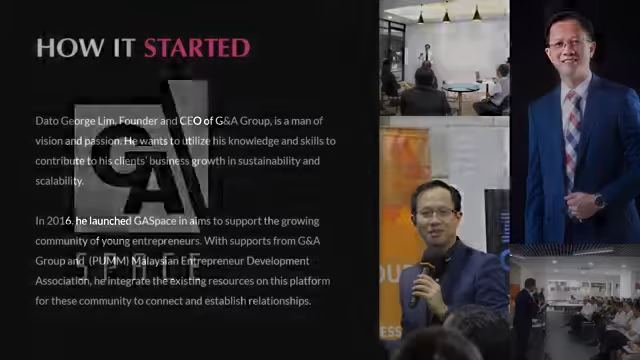 HOW IT STARTED
Dato George Lim, Founder and CEO of G&A Group, is a man of
vision and passion. He wants to utilize his knowledge and skills to
contribute to his clients' business growth in sustainability and
scalability.
In 2016, he launched GASpace in aims to support the growing
community of young entrepreneurs. With supports from G&A
Group and (PUMM) Malaysian Entrepreneur Development
Association, he integrate the existing resources on this platform
for these community to connect and establish relationships.
GA
SPACE